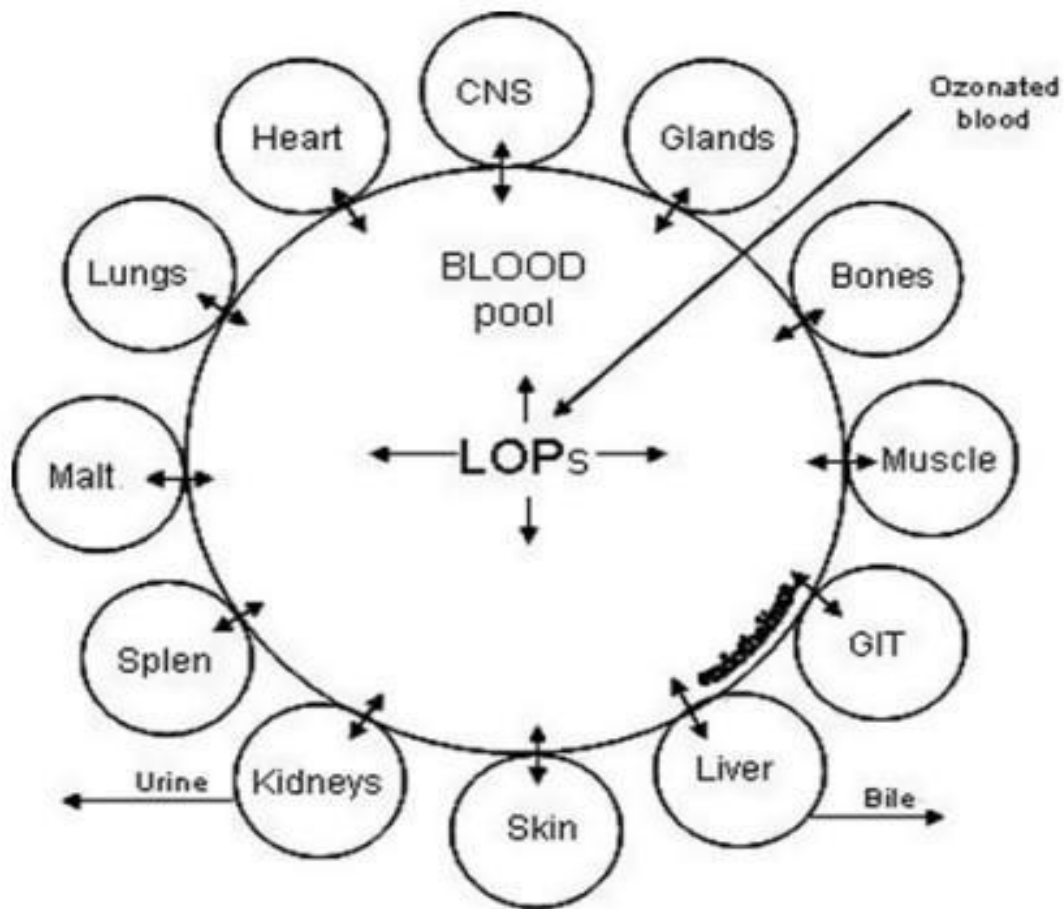 CNS
Ozonated
blood
Heart
Glands
Lungs
BLOOD
pool
Bones
LOPs
Malt.
Muscle
endothelium
Splen
GIT
Urine
Kidneys
Skin
Liver
Bile